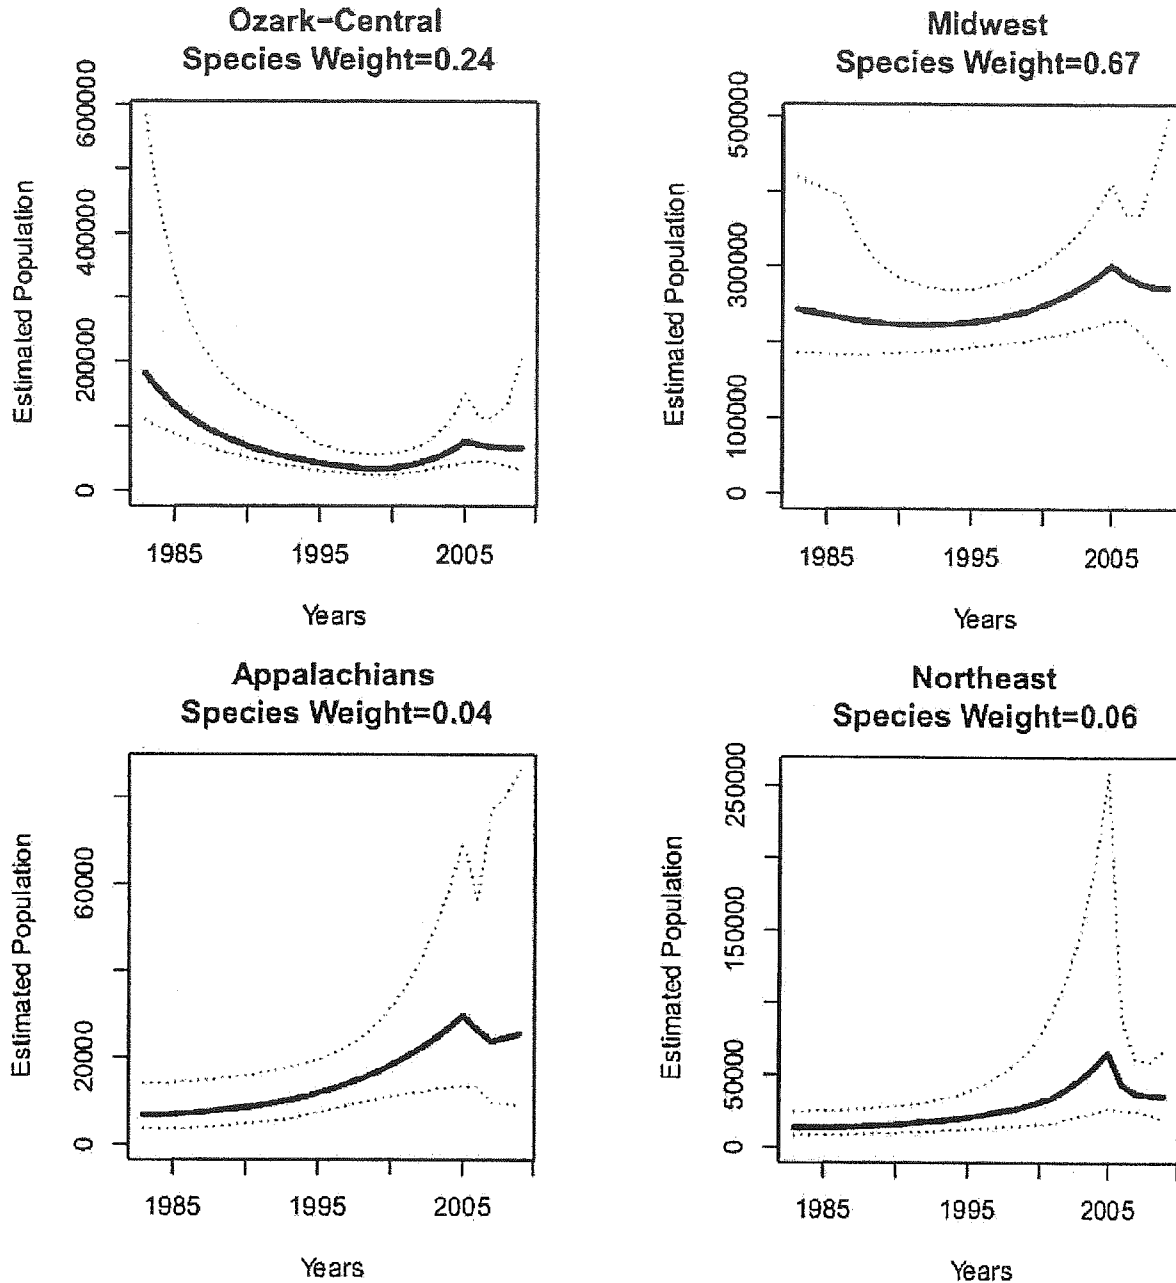 Ozark-Central
Species Weight=0.24
Estimated Population
600000
400000
200000
0
1985
1995
2005
Years
Midwest
Species Weight=0.67
Estimated Population
500000
300000
100000
0
1985
1995
2005
Years
Appalachians
Species Weight=0.04
Estimated Population
60000
20000
0
1985
1995
2005
Years
Northeast
Species Weight=0.06
Estimated Population
250000
150000
50000
0
1985
1995
2005
Years